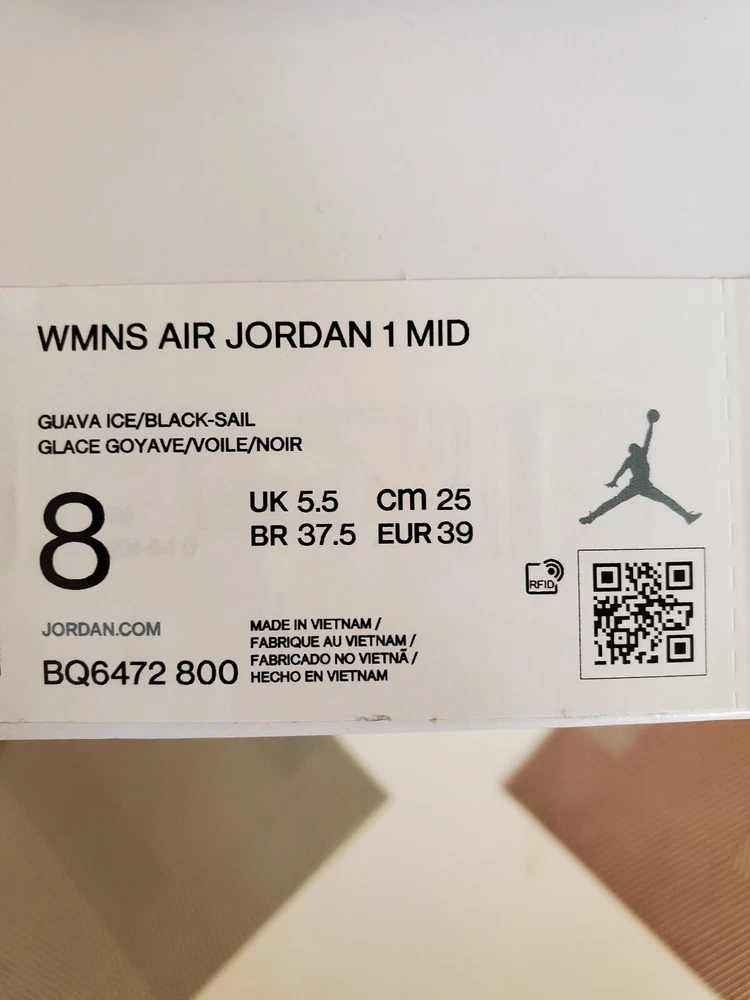 WMNS AIR JORDAN 1 MID
GUAVA ICE/BLACK-SAIL
GLACE GOYAVE/VOILE/NOIR
8
UK 5.5 cm 25
BR 37.5 EUR 39
RFID
JORDAN.COM
BQ6472 800
MADE IN VIETNAM /
FABRIQUE AU VIETNAM /
FABRICADO NO VIETNÃ /
HECHO EN VIETNAM